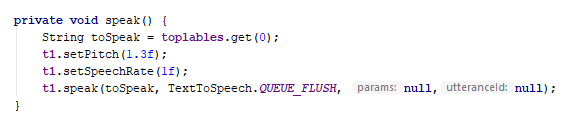 private void speak() {
String toSpeak = toplables.get(0);
t1.setPitch(1.3f);
t1.setSpeechRate(1f);
t1.speak(toSpeak, TextToSpeech.QUEUE_FLUSH, params: null, utteranceId: null);
}